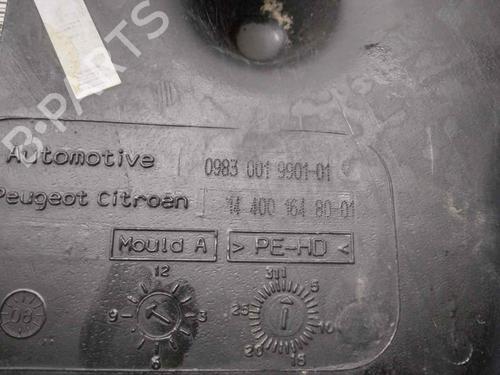 B-PARTS
Automotive 0983 001 9901-01
Peugeot Citroën 14 400 164 80-01
Mould A > PE-HD <
12 3 6 9
311 5 10 15 20 25